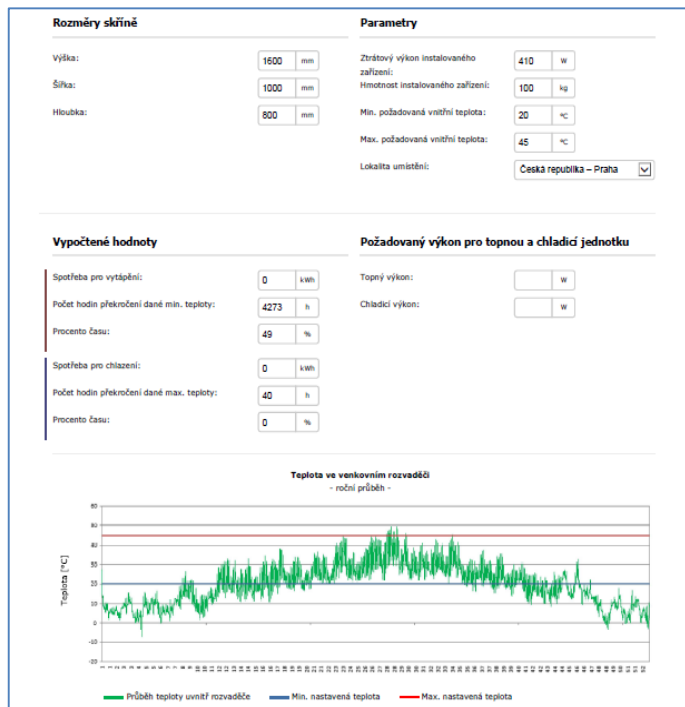 Rozměry skříně
Parametry
Výška: 1600 mm
Šířka: 1000 mm
Hloubka: 800 mm
Ztrátový výkon instalovaného zařízení: 410 W
Hmotnost instalovaného zařízení: 100 kg
Min. požadovaná vnitřní teplota: 20 °C
Max. požadovaná vnitřní teplota: 45 °C
Lokalita umístění: Česká republika – Praha
Vypočtené hodnoty
Požadovaný výkon pro topnou a chladicí jednotku
Spotřeba pro vytápění: 0 kWh
Počet hodin překročení dané min. teploty: 4273 h
Procento času: 49 %
Spotřeba pro chlazení: 0 kWh
Počet hodin překročení dané max. teploty: 40 h
Procento času: 0 %
Topný výkon: W
Chladicí výkon: W
Teplota ve venkovním rozvaděči
- roční průběh -
Teplota [°C]
10
0
-10
-20
Průběh teploty uvnitř rozvaděče
Min. nastavená teplota
Max. nastavená teplota